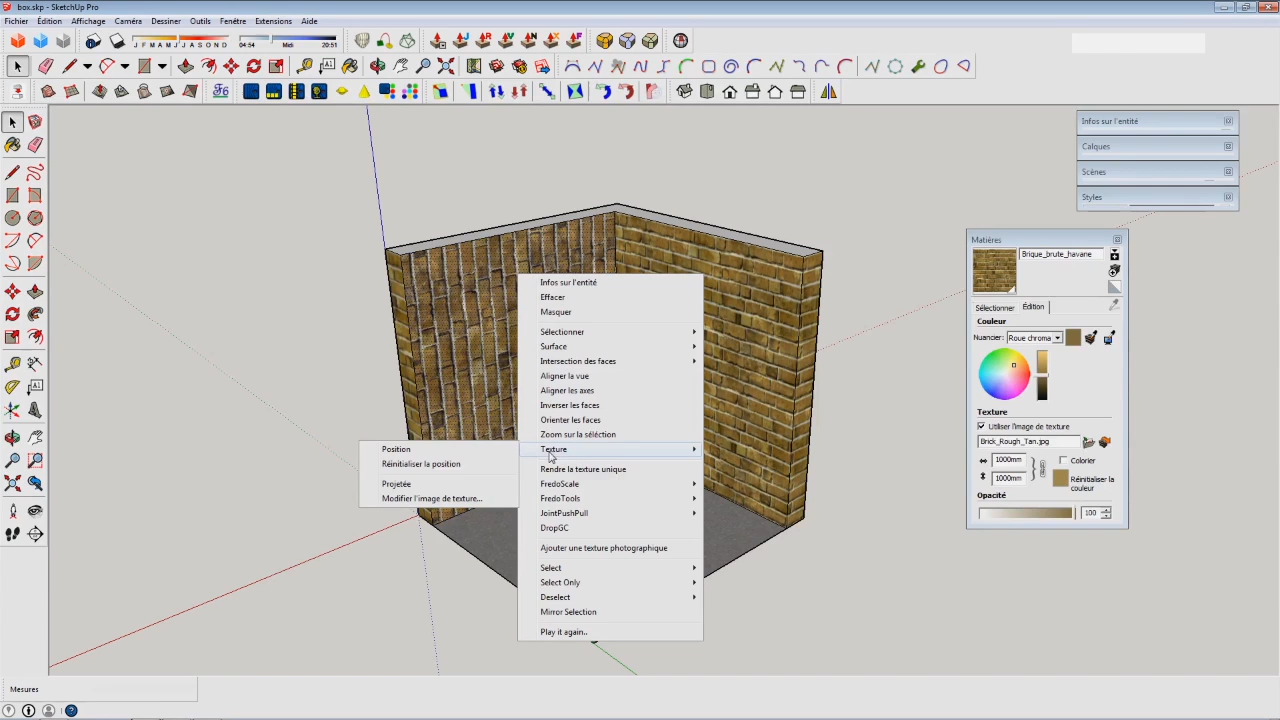 box.skp - SketchUp Pro
Fichier Édition Affichage Caméra Dessiner Outils Fenêtre Extensions Aide
J F M A M J J A S O N D 04:54 Midi 20:51
Infos sur l'entité
Calques
Scènes
Styles
Matières
Brique_brute_havane
Sélectionner Édition
Couleur
Nuancier: Roue chroma
Texture
Utiliser l'image de texture
Brick_Rough_Tan.jpg
1000mm Colorier
1000mm Réinitialiser la couleur
Opacité
100
Infos sur l'entité
Effacer
Masquer
Sélectionner
Surface
Intersection des faces
Aligner la vue
Aligner les axes
Inverser les faces
Orienter les faces
Zoom sur la séléction
Texture
Rendre la texture unique
FredoScale
FredoTools
JointPushPull
DropGC
Ajouter une texture photographique
Select
Select Only
Deselect
Mirror Selection
Play it again..
Position
Réinitialiser la position
Projetée
Modifier l'image de texture...
Mesures